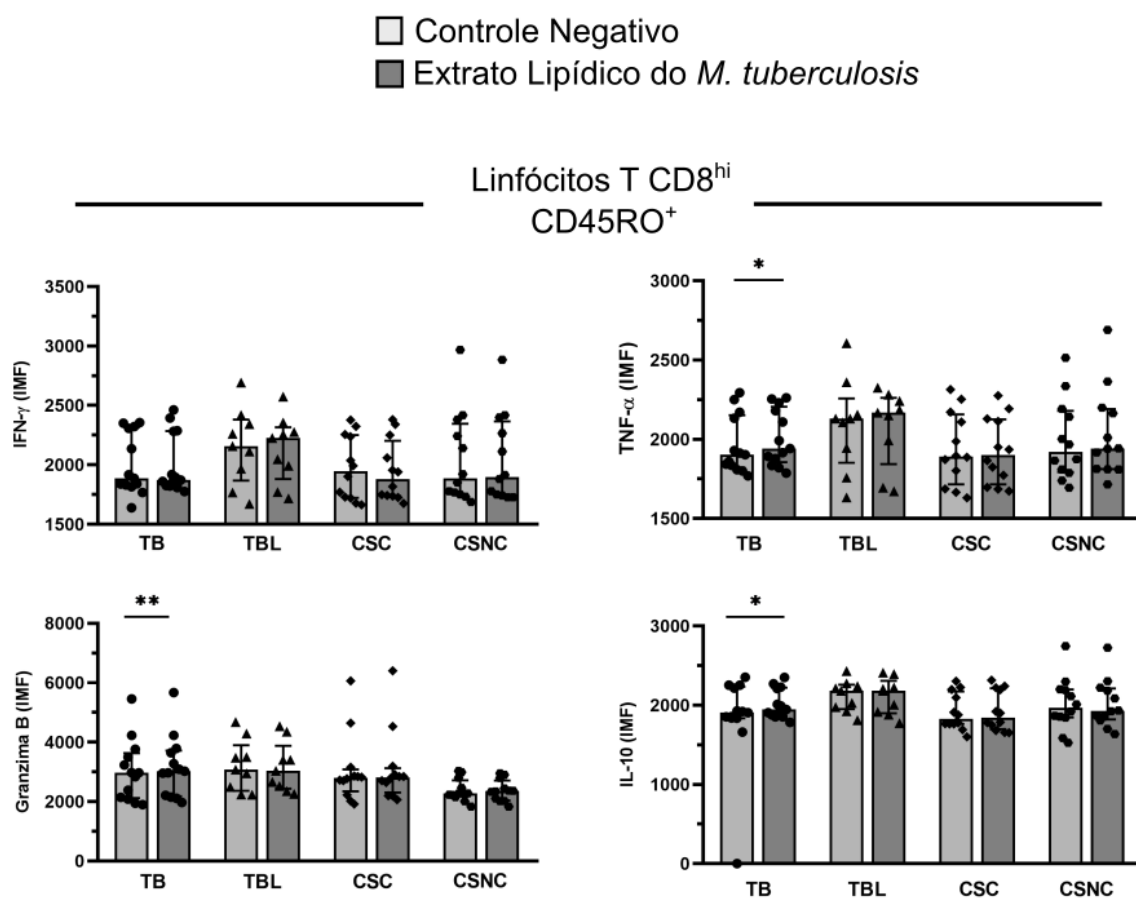 Controle Negativo
Extrato Lipídico do M. tuberculosis
Linfócitos T CD8^hi
CD45RO^+
IFN-γ (IMF)
3500
3000
2500
2000
1500
TB TBL CSC CSNC
TNF-α (IMF)
3000
2500
2000
1500
*
TB TBL CSC CSNC
Granzima B (IMF)
8000
6000
4000
2000
0
**
TB TBL CSC CSNC
IL-10 (IMF)
3000
2000
1000
0
*
TB TBL CSC CSNC